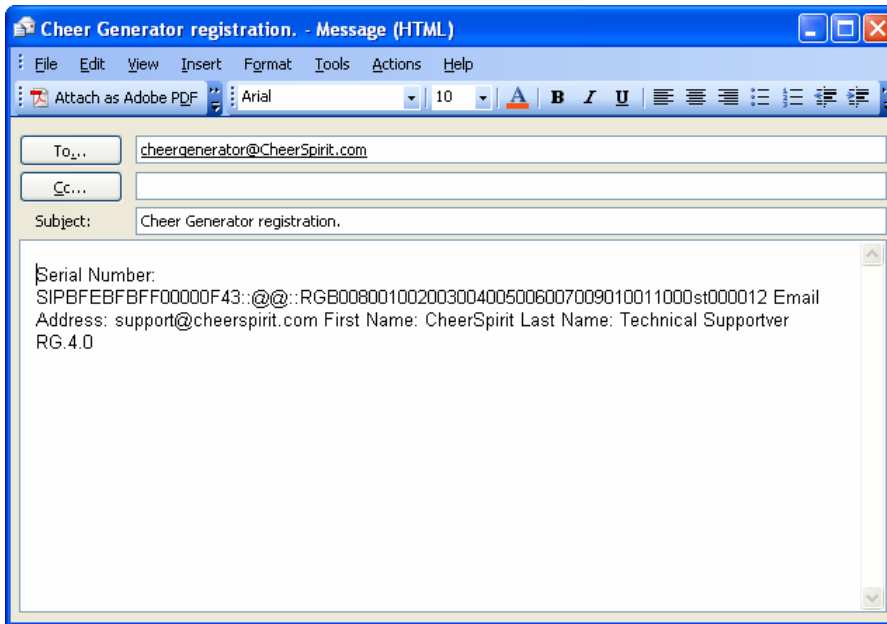 Cheer Generator registration. - Message (HTML)
File Edit View Insert Format Tools Actions Help
Attach as Adobe PDF Arial 10 A B I U
To... cheergenerator@CheerSpirit.com
Cc...
Subject: Cheer Generator registration.
Serial Number:
SIPBFEBFBFF00000F43::@@::RGB00800100200300400500600700901001​1000st000012 Email
Address: support@cheerspirit.com First Name: CheerSpirit Last Name: Technical Supportver
RG.4.0